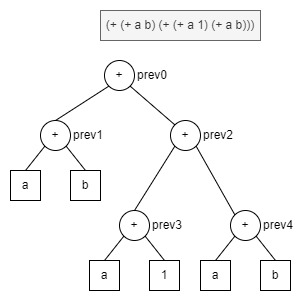 (+ (+ a b) (+ (+ a 1) (+ a b)))
+ prev0
+ prev1
+ prev2
a b
+ prev3
+ prev4
a 1 a b